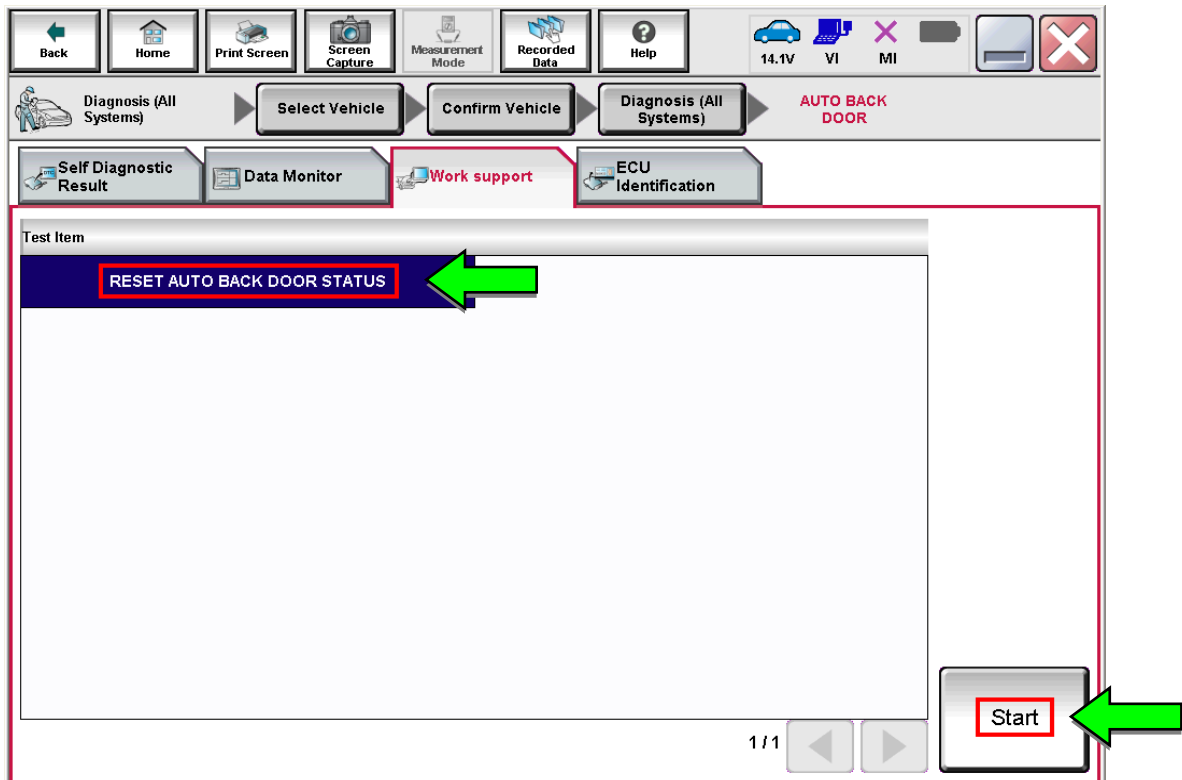 Back
Home
Print Screen
Screen
Capture
Measurement
Mode
Recorded
Data
Help
14.1V
VI
MI
Diagnosis (All
Systems)
Select Vehicle
Confirm Vehicle
Diagnosis (All
Systems)
AUTO BACK
DOOR
Self Diagnostic
Result
Data Monitor
Work support
ECU
Identification
Test Item
RESET AUTO BACK DOOR STATUS
1/1
Start